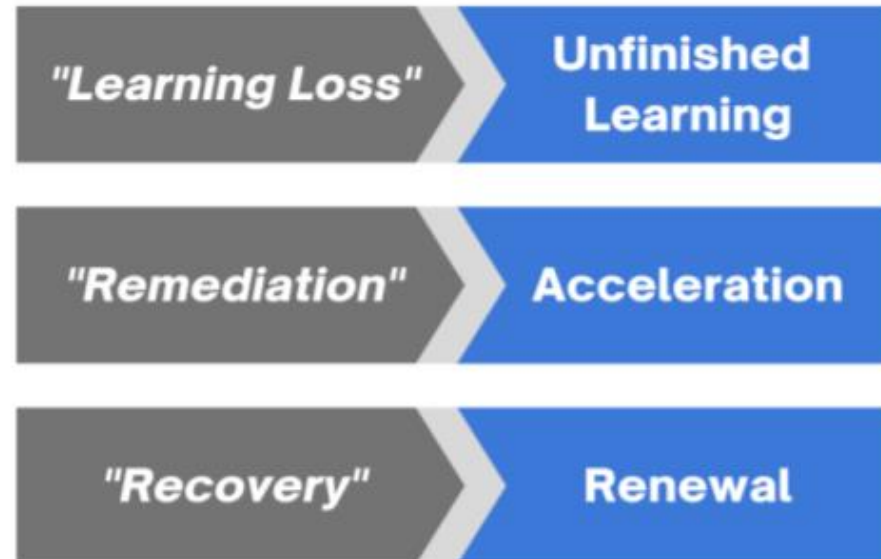 "Learning Loss"
Unfinished
Learning
"Remediation"
Acceleration
"Recovery"
Renewal